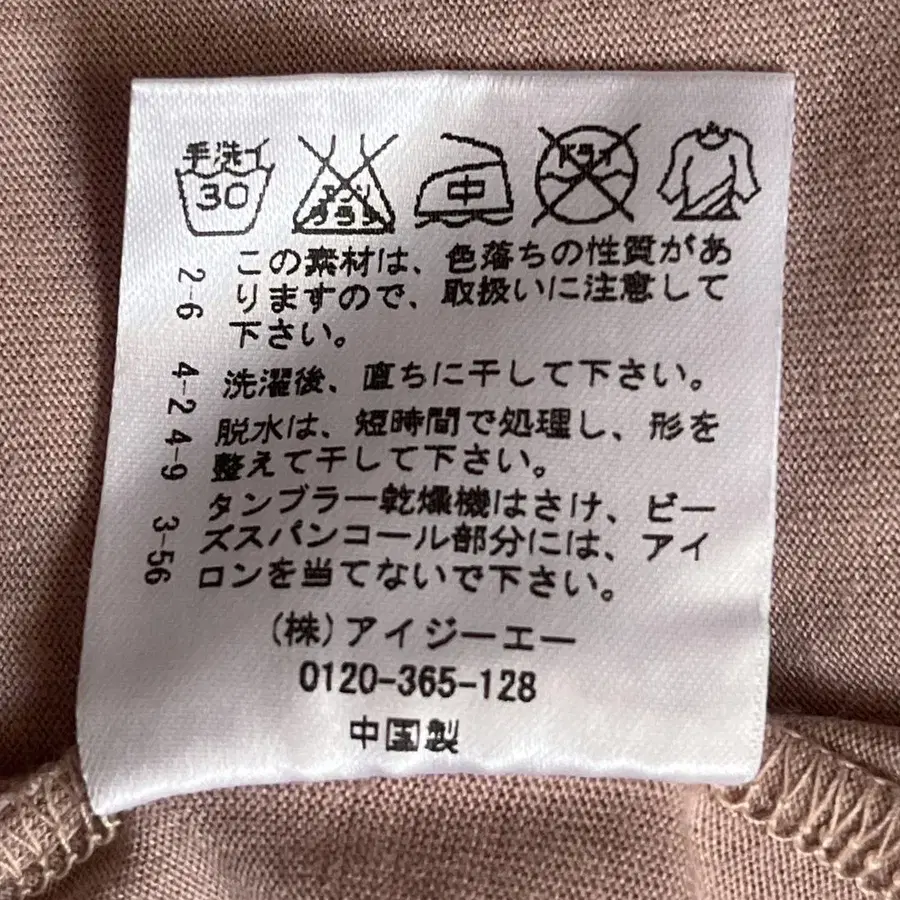 手洗イ
30
エンソ
サラシ
中
ドライ
この素材は、色落ちの性質があ
りますので、取扱いに注意して
下さい。
洗濯後、直ちに干して下さい。
脱水は、短時間で処理し、形を
整えて干して下さい。
タンブラー乾燥機はさけ、ビー
ズスパンコール部分には、アイ
ロンを当てないで下さい。
2-6
4-2
4-9
3-56
(株)アイジーエー
0120-365-128
中国製